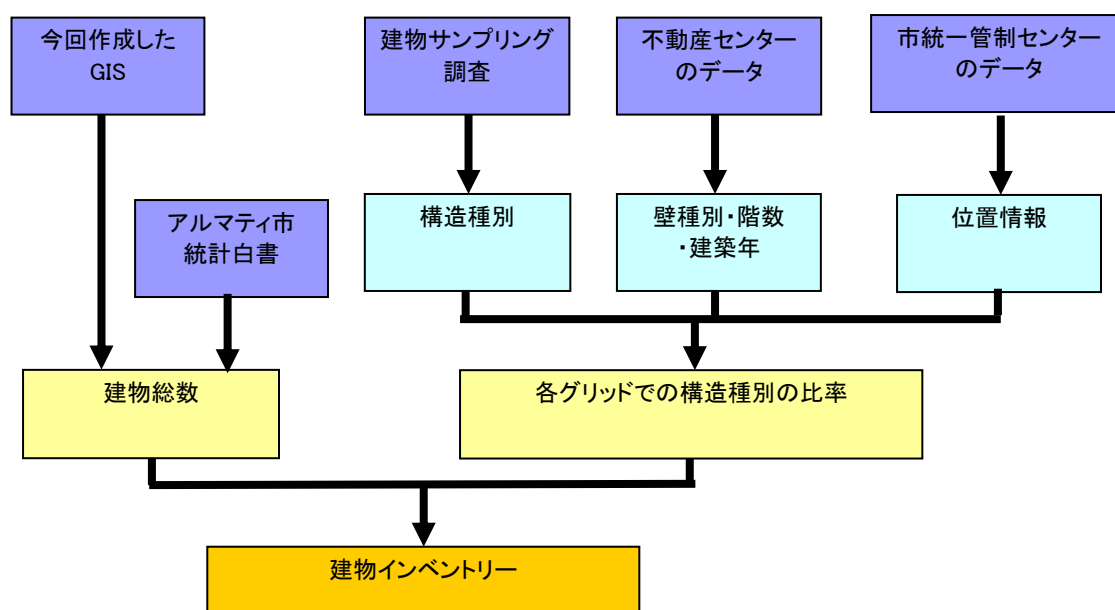 今回作成した
GIS
建物サンプリング
調査
不動産センター
のデータ
市統一管制センター
のデータ
アルマティ市
統計白書
構造種別
壁種別・階数
・建築年
位置情報
建物総数
各グリッドでの構造種別の比率
建物インベントリー